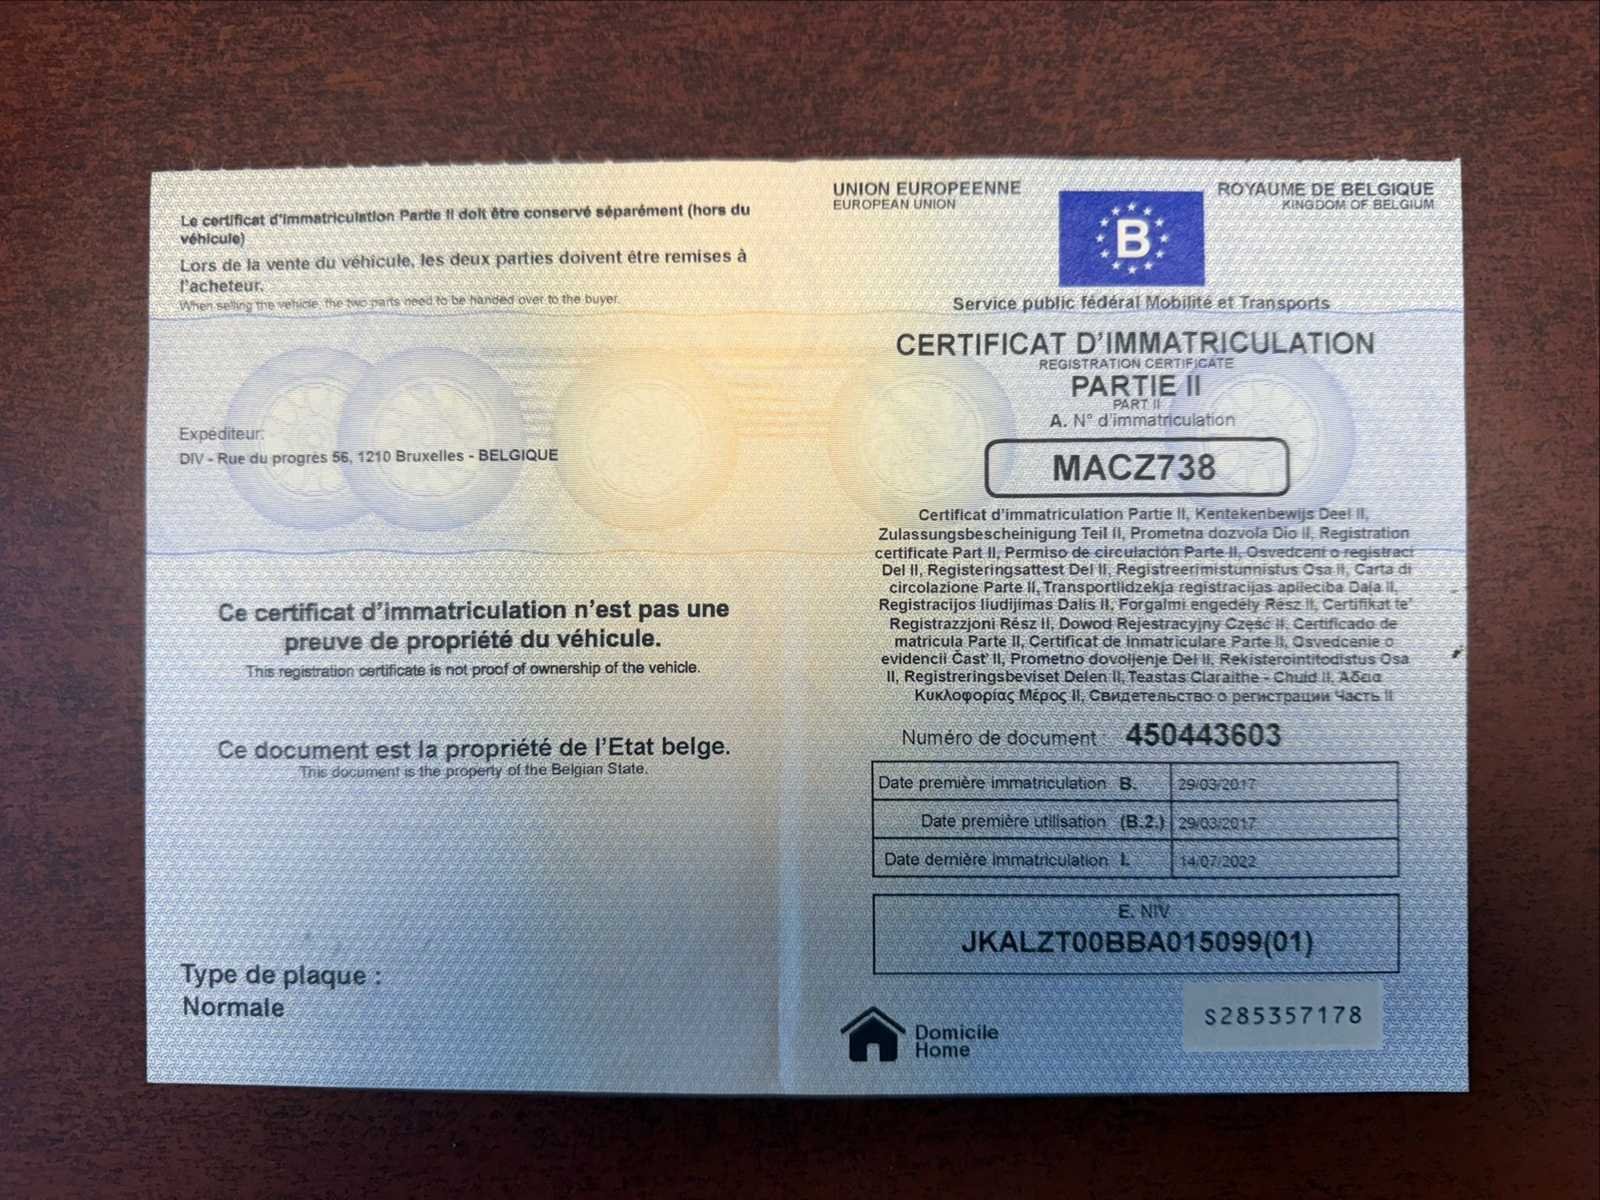 Le certificat d'immatriculation Partie II doit être conservé séparément (hors du
véhicule)
Lors de la vente du véhicule, les deux parties doivent être remises à
l'acheteur.
When selling the vehicle, the two parts need to be handed over to the buyer.
Expéditeur:
DIV - Rue du progrès 56, 1210 Bruxelles - BELGIQUE
Ce certificat d'immatriculation n'est pas une
preuve de propriété du véhicule.
This registration certificate is not proof of ownership of the vehicle.
Ce document est la propriété de l'Etat belge.
This document is the property of the Belgian State.
Type de plaque :
Normale
UNION EUROPEENNE
EUROPEAN UNION
B
ROYAUME DE BELGIQUE
KINGDOM OF BELGIUM
Service public fédéral Mobilité et Transports
CERTIFICAT D'IMMATRICULATION
REGISTRATION CERTIFICATE
PARTIE II
PART II
A. N° d'immatriculation
MACZ738
Certificat d'immatriculation Partie II, Kentekenbewijs Deel II,
Zulassungsbescheinigung Teil II, Prometna dozvola Dio II, Registration
certificate Part II, Permiso de circulación Parte II, Osvedcení o registraci
Del II, Registeringsattest Del II, Registreerimistunnistus Osa II, Carta di
circolazione Parte II, Transportlidzekja registracijas aplieciba Dala II,
Registracijos liudijimas Dalis II, Forgalmi engedély Rész II, Certifikat ta'
Registrazzjoni Rész II, Dowod Rejestracyjny Część II, Certificado de
matricula Parte II, Certificat de Inmatriculare Parte II, Osvedcenie o
evidencii Časť II, Prometno dovoljenje Del II, Rekisterointitodistus Osa
II, Registreringsbeviset Delen II, Teastas Claraithe - Chuid II, Άδεια
Κυκλοφορίας Μέρος II, Свидетельство о регистрации Часть II
Numéro de document : 450443603
Date première immatriculation B. 29/03/2017
Date première utilisation (B.2.) 29/03/2017
Date dernière immatriculation I. 14/07/2022
E. NIV
JKALZT00BBA015099(01)
Domicile
Home
S285357178